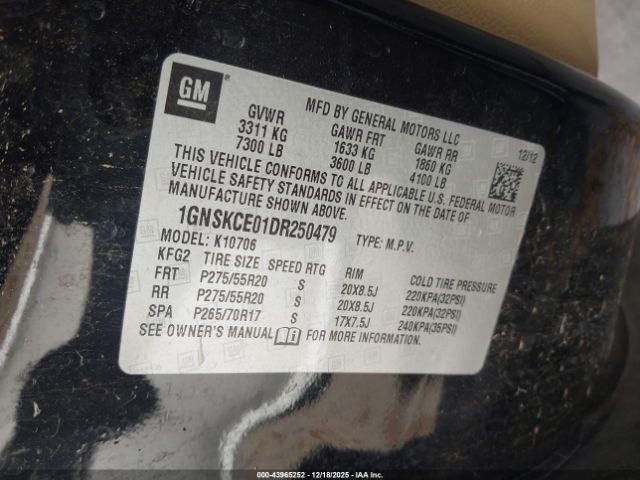 GM
MFD BY GENERAL MOTORS LLC
GVWR GAWR FRT GAWR RR 12/12
3311 KG 1633 KG 1860 KG
7300 LB 3600 LB 4100 LB
THIS VEHICLE CONFORMS TO ALL APPLICABLE U.S. FEDERAL MOTOR
VEHICLE SAFETY STANDARDS IN EFFECT ON THE DATE OF
MANUFACTURE SHOWN ABOVE.
1GNSKCE01DR250479 TYPE: M.P.V.
MODEL: K10706
KFG2 TIRE SIZE SPEED RTG RIM COLD TIRE PRESSURE
FRT P275/55R20 S 20X8.5J 220KPA(32PSI)
RR P275/55R20 S 20X8.5J 220KPA(32PSI)
SPA P265/70R17 S 17X7.5J 240KPA(35PSI)
SEE OWNER'S MANUAL FOR MORE INFORMATION.
000-43965252 - 12/18/2025 - IAA Inc.